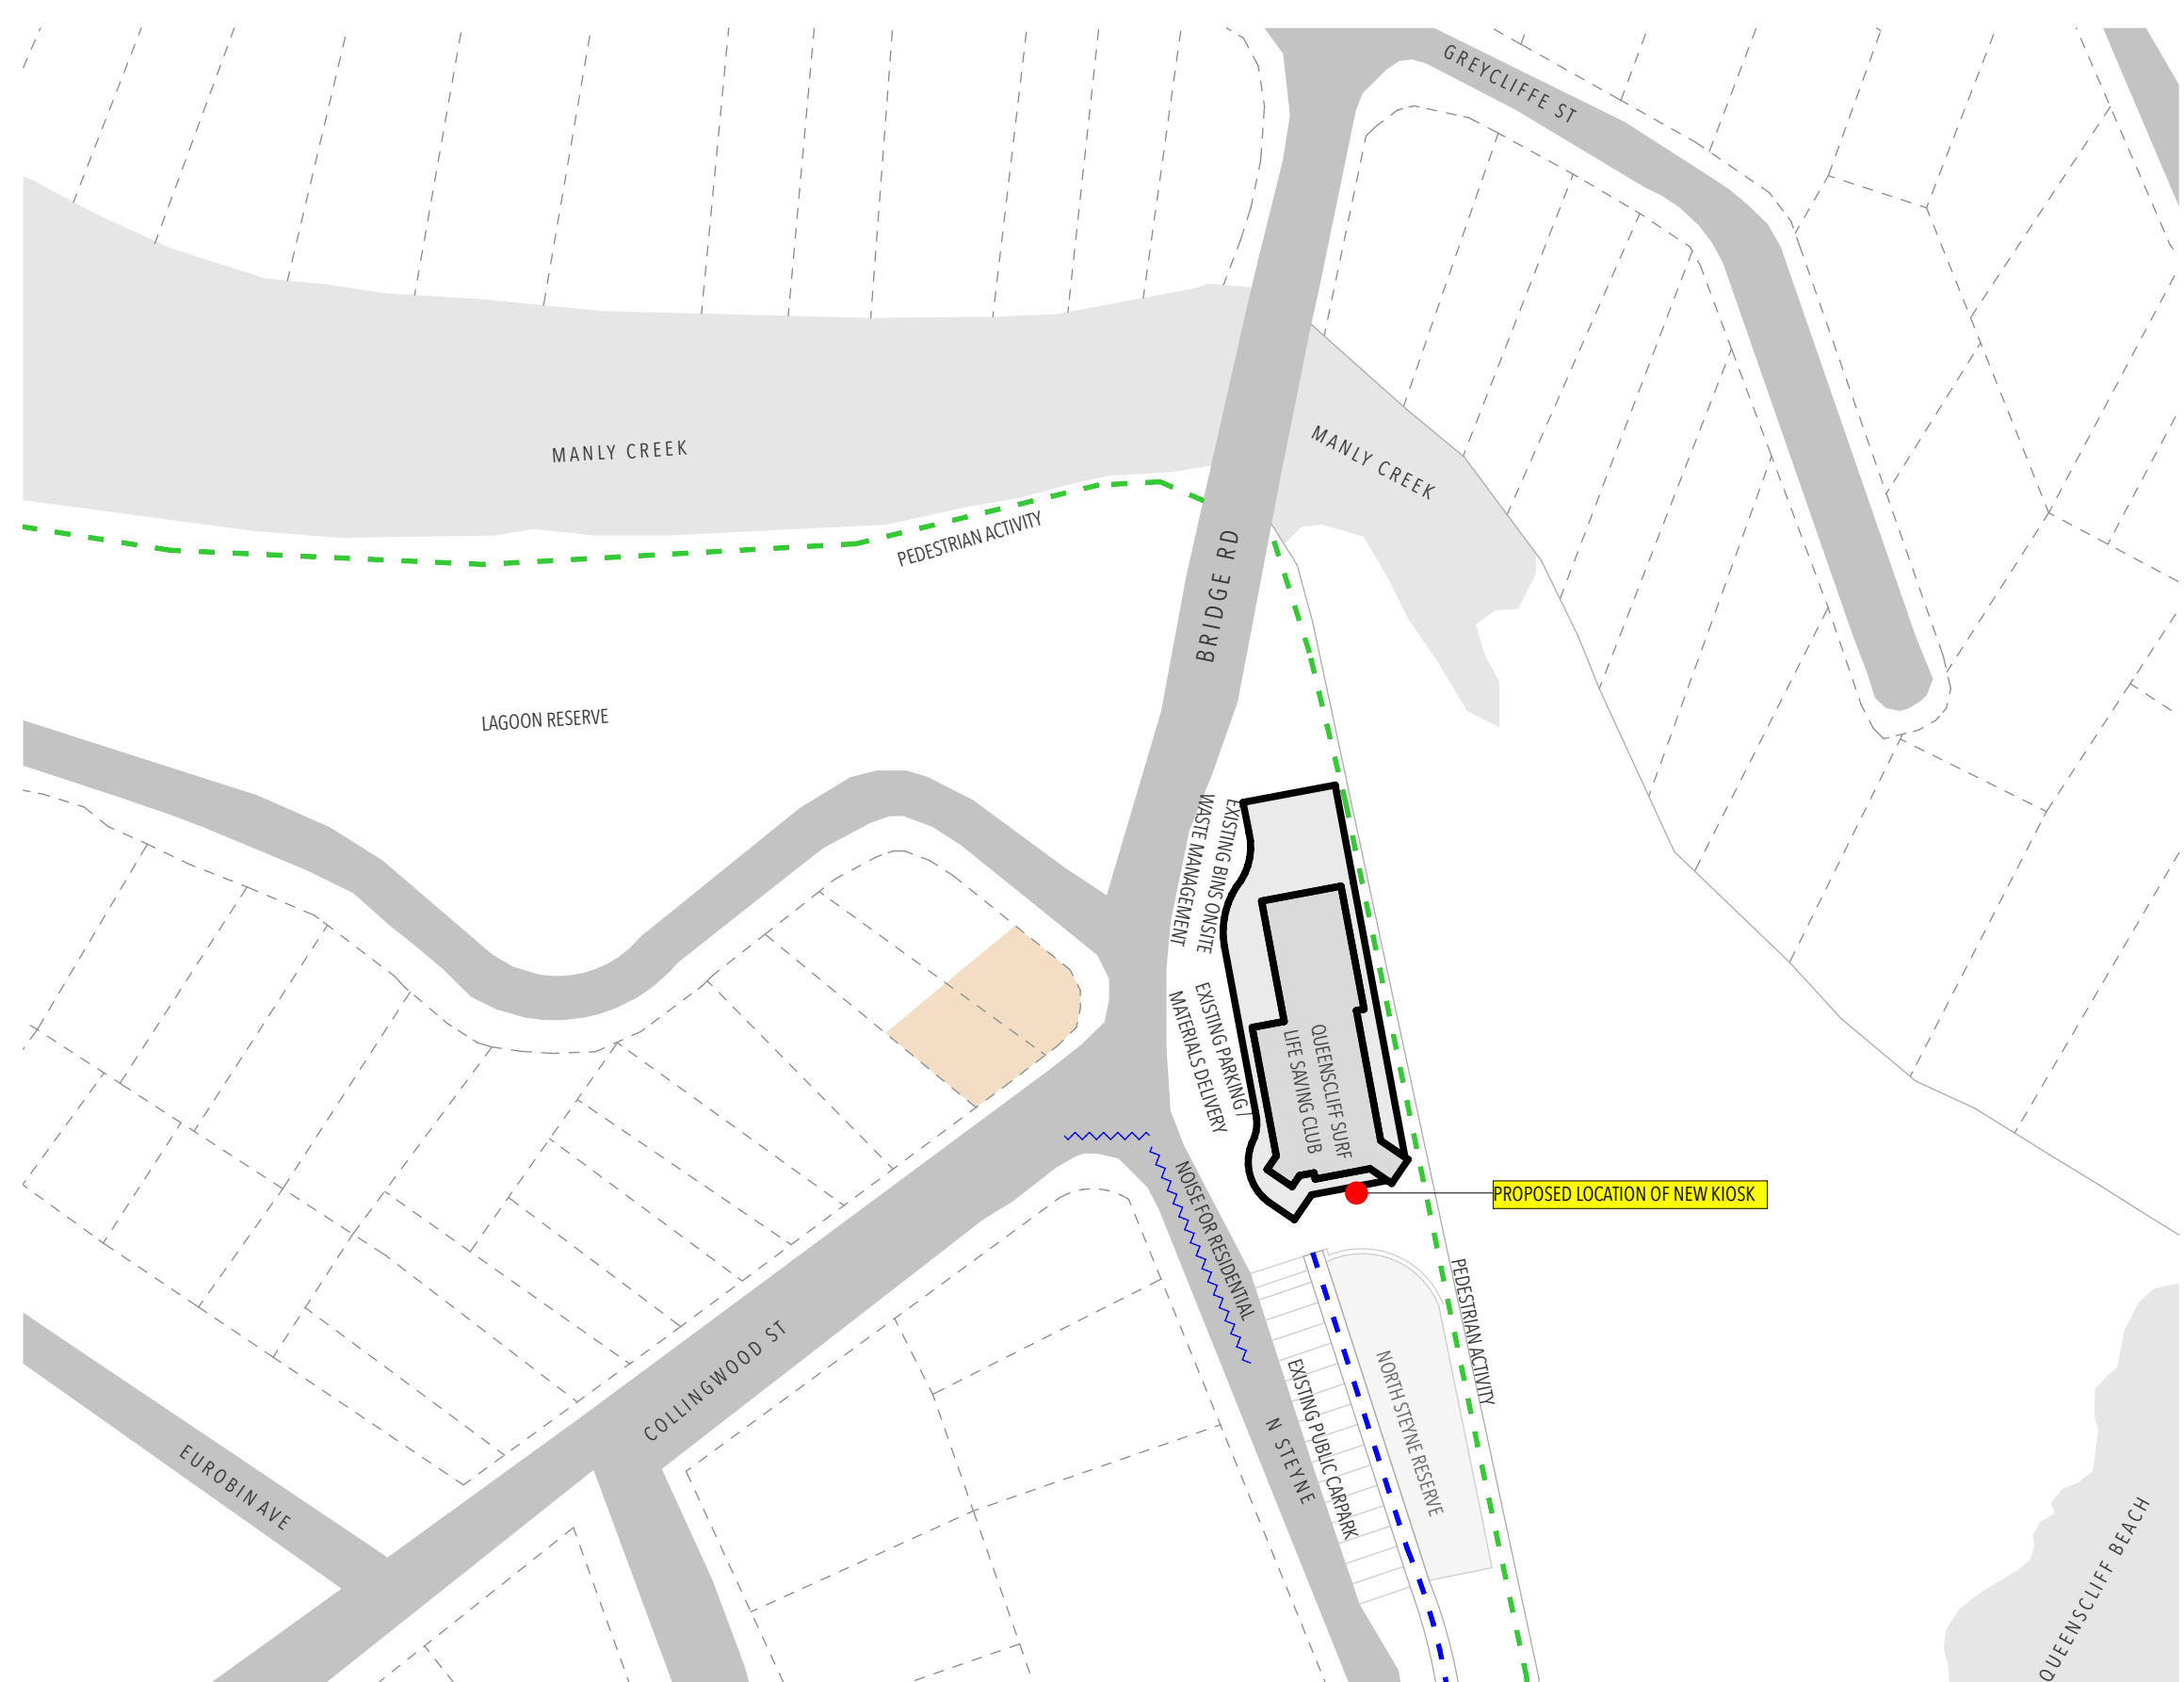 GREYCLIFFE ST
MANLY CREEK
MANLY CREEK
PEDESTRIAN ACTIVITY
BRIDGE RD
LAGOON RESERVE
EXISTING BINS ONSITE
WASTE MANAGEMENT
EXISTING PARKING /
MATERIALS DELIVERY
QUEENSCLIFF SURF
LIFE SAVING CLUB
PROPOSED LOCATION OF NEW KIOSK
NOISE FOR RESIDENTIAL
PEDESTRIAN ACTIVITY
COLLINGWOOD ST
EXISTING PUBLIC CARPARK
NORTH STEYNE RESERVE
N STEYNE
EUROBIN AVE
QUEENSCLIFF BEACH